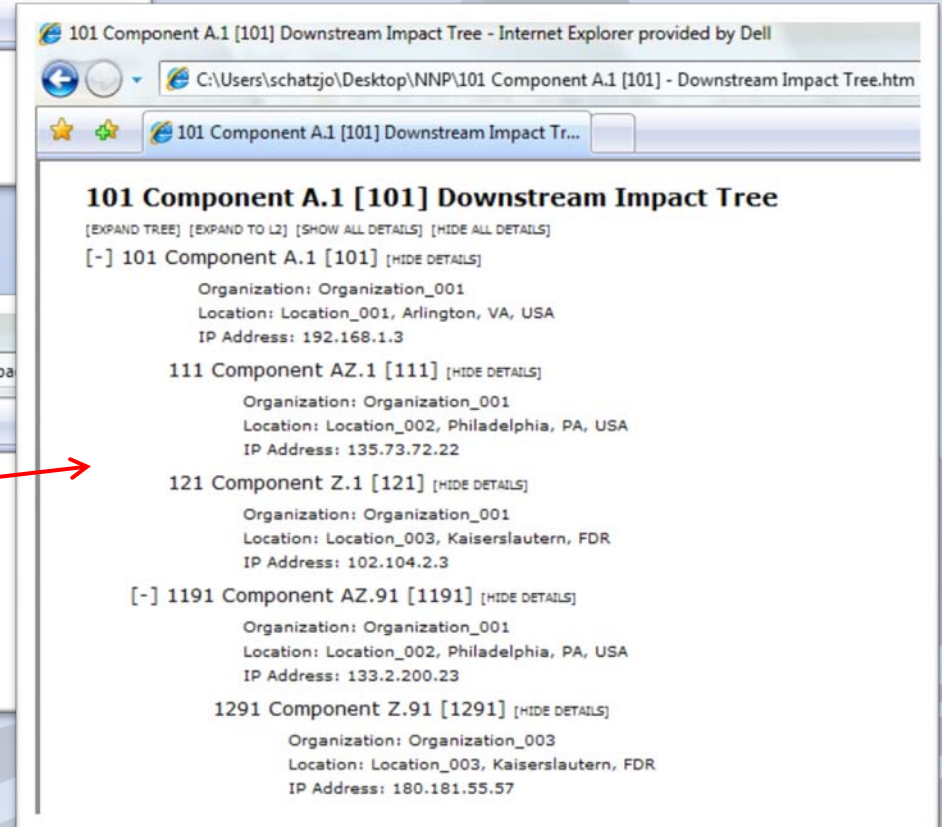 101 Component A.1 [101] Downstream Impact Tree - Internet Explorer provided by Dell
C:\Users\schatzjo\Desktop\NNP\101 Component A.1 [101] - Downstream Impact Tree.htm
101 Component A.1 [101] Downstream Impact Tr...
101 Component A.1 [101] Downstream Impact Tree
[EXPAND TREE] [EXPAND TO L2] [SHOW ALL DETAILS] [HIDE ALL DETAILS]
[-] 101 Component A.1 [101] [HIDE DETAILS]
Organization: Organization_001
Location: Location_001, Arlington, VA, USA
IP Address: 192.168.1.3
111 Component AZ.1 [111] [HIDE DETAILS]
Organization: Organization_001
Location: Location_002, Philadelphia, PA, USA
IP Address: 135.73.72.22
121 Component Z.1 [121] [HIDE DETAILS]
Organization: Organization_001
Location: Location_003, Kaiserslautern, FDR
IP Address: 102.104.2.3
[-] 1191 Component AZ.91 [1191] [HIDE DETAILS]
Organization: Organization_001
Location: Location_002, Philadelphia, PA, USA
IP Address: 133.2.200.23
1291 Component Z.91 [1291] [HIDE DETAILS]
Organization: Organization_003
Location: Location_003, Kaiserslautern, FDR
IP Address: 180.181.55.57